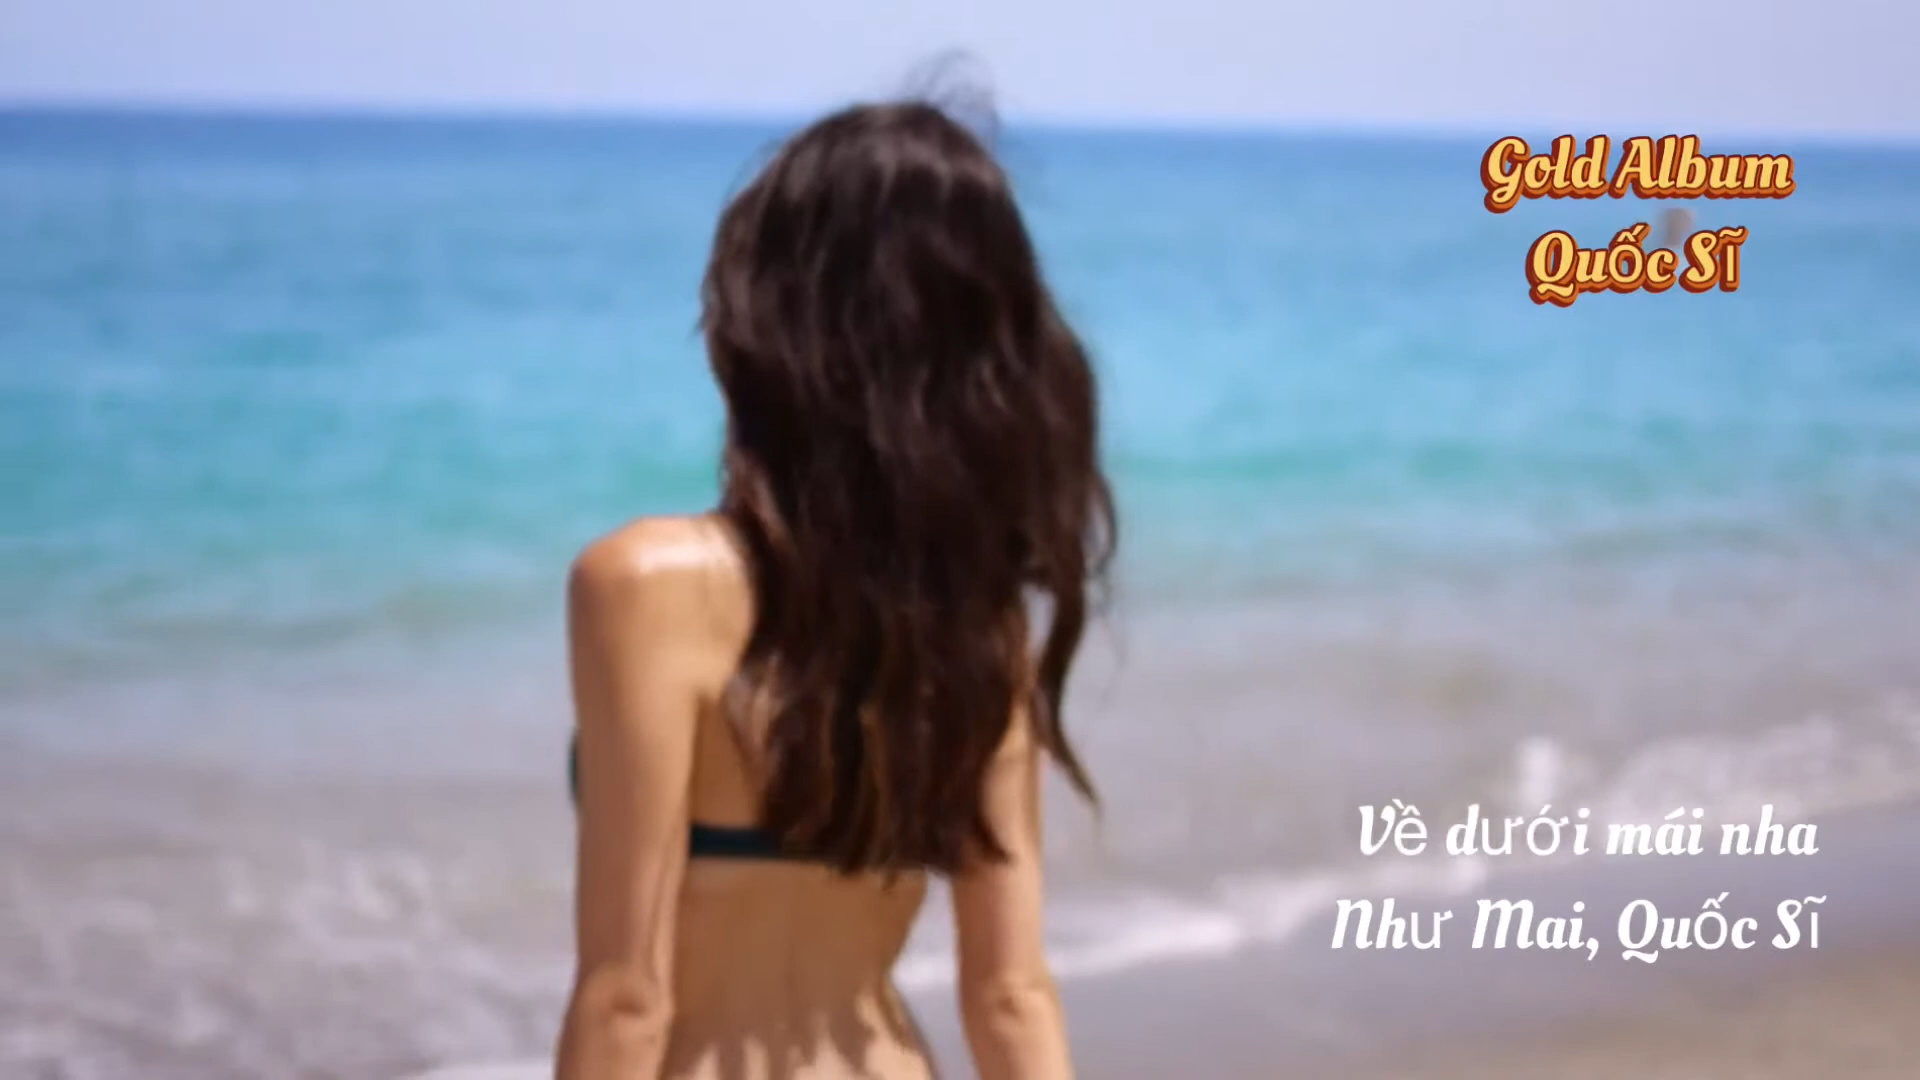 Gold Album
Quốc Sĩ
Về dưới mái nha
Như Mai, Quốc Sĩ